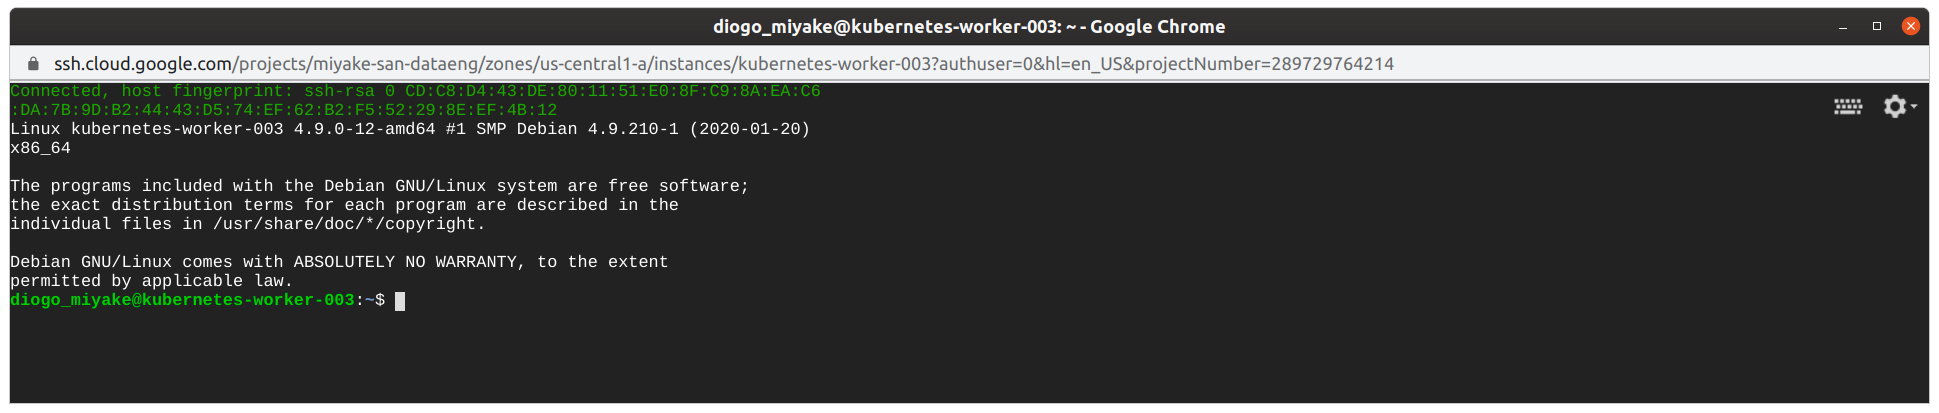 diogo_miyake@kubernetes-worker-003: ~ - Google Chrome
ssh.cloud.google.com/projects/miyake-san-dataeng/zones/us-central1-a/instances/kubernetes-worker-003?authuser=0&hl=en_US&projectNumber=289729764214
Connected, host fingerprint: ssh-rsa 0 CD:C8:D4:43:DE:80:11:51:E0:8F:C9:8A:EA:C6
:DA:7B:9D:B2:44:43:D5:74:EF:62:B2:F5:52:29:8E:EF:4B:12
Linux kubernetes-worker-003 4.9.0-12-amd64 #1 SMP Debian 4.9.210-1 (2020-01-20)
x86_64
The programs included with the Debian GNU/Linux system are free software;
the exact distribution terms for each program are described in the
individual files in /usr/share/doc/*/copyright.
Debian GNU/Linux comes with ABSOLUTELY NO WARRANTY, to the extent
permitted by applicable law.
diogo_miyake@kubernetes-worker-003:~$